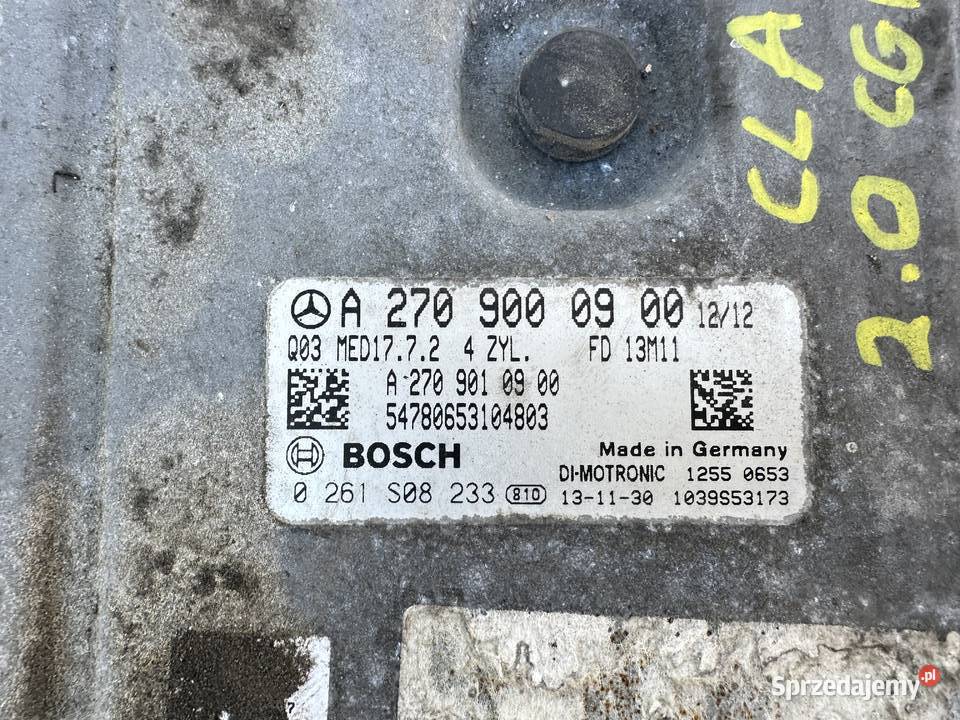 CLA
2.0 CGI
A 270 900 09 00 12/12
Q03 MED17.7.2 4 ZYL. FD 13M11
A 270 901 09 00
54780653104803
BOSCH Made in Germany
DI-MOTRONIC 1255 0653
0 261 S08 233 810 13-11-30 1039S53173
Sprzedajemy.pl